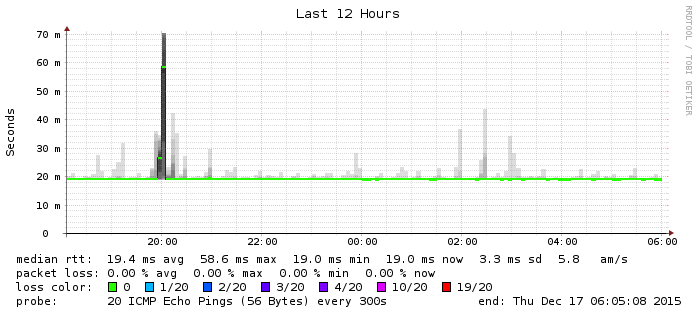 Last 12 Hours
RRDTOOL / TOBI OETIKER
Seconds
70 m
60 m
50 m
40 m
30 m
20 m
10 m
0
20:00 22:00 00:00 02:00 04:00 06:00
median rtt: 19.4 ms avg 58.6 ms max 19.0 ms min 19.0 ms now 3.3 ms sd 5.8 am/s
packet loss: 0.00 % avg 0.00 % max 0.00 % min 0.00 % now
loss color: 0 1/20 2/20 3/20 4/20 10/20 19/20
probe: 20 ICMP Echo Pings (56 Bytes) every 300s end: Thu Dec 17 06:05:08 2015